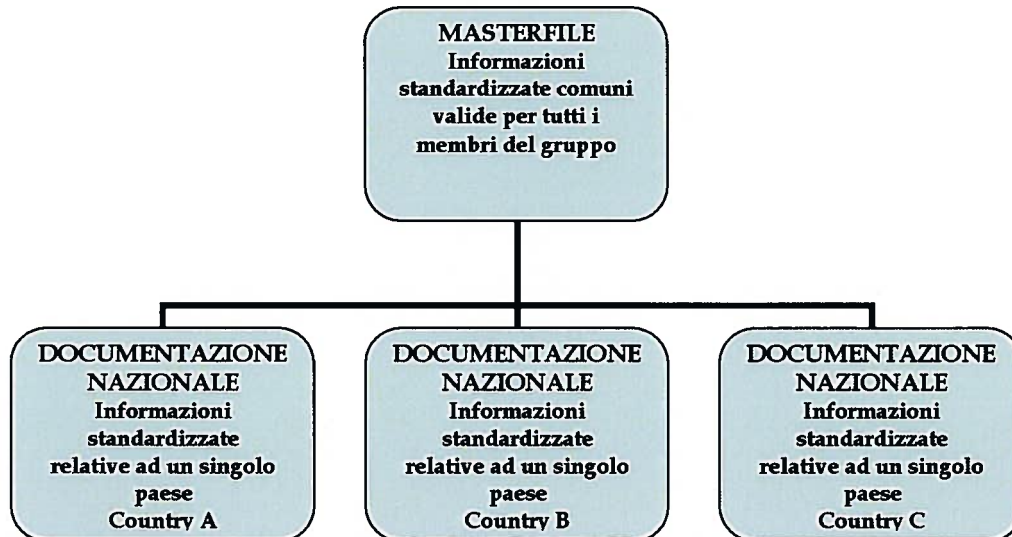 MASTERFILE
Informazioni
standardizzate comuni
valide per tutti i
membri del gruppo
DOCUMENTAZIONE
NAZIONALE
Informazioni
standardizzate
relative ad un singolo
paese
Country A
DOCUMENTAZIONE
NAZIONALE
Informazioni
standardizzate
relative ad un singolo
paese
Country B
DOCUMENTAZIONE
NAZIONALE
Informazioni
standardizzate
relative ad un singolo
paese
Country C